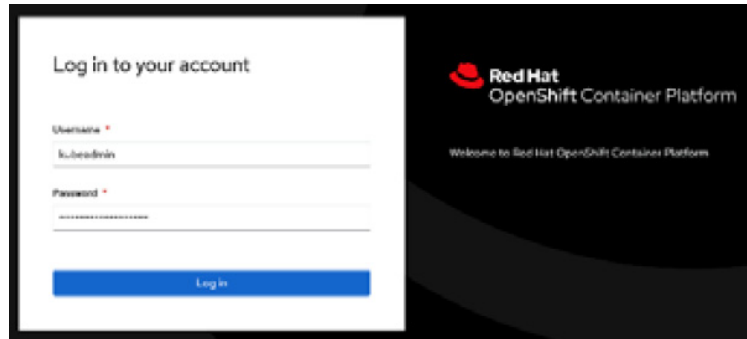 Log in to your account
Username *
kubeadmin
Password *
Log in
Red Hat
OpenShift Container Platform
Welcome to Red Hat OpenShift Container Platform